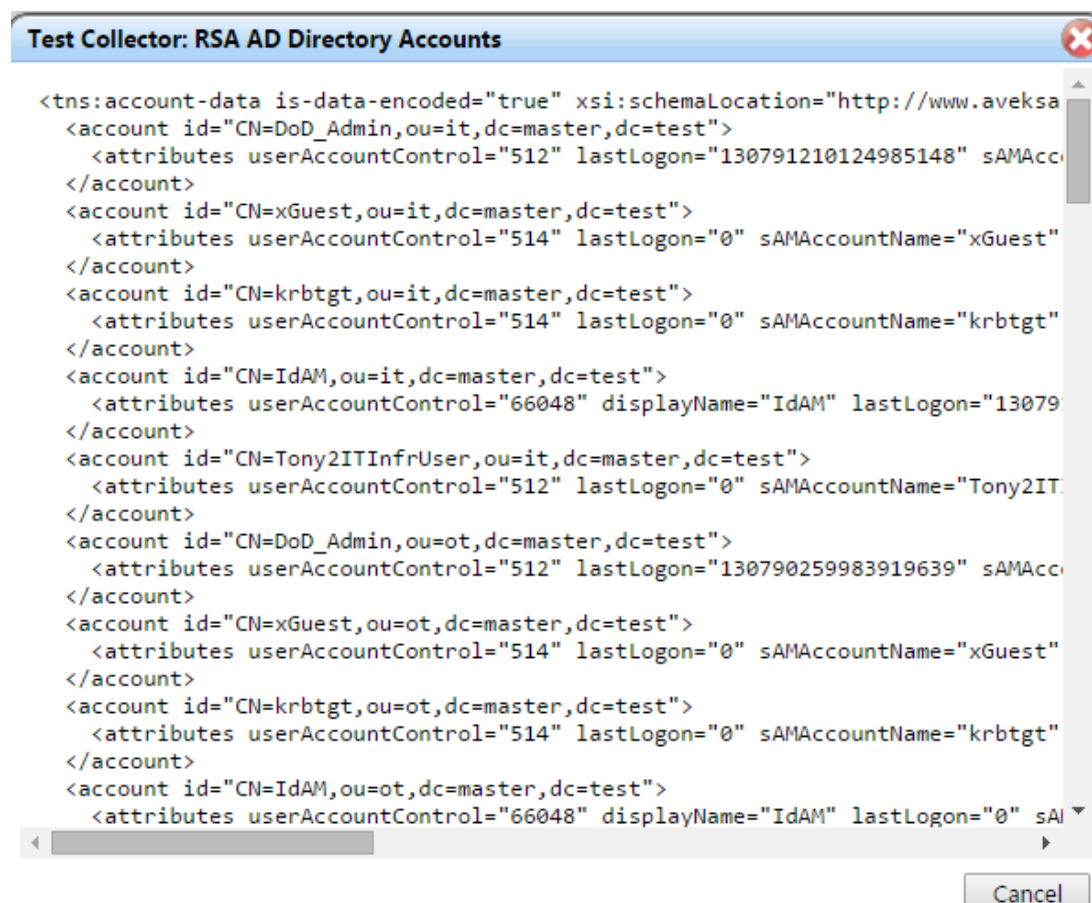 Test Collector: RSA AD Directory Accounts
<tns:account-data is-data-encoded="true" xsi:schemaLocation="http://www.aveksa
<account id="CN=DoD_Admin,ou=it,dc=master,dc=test">
<attributes userAccountControl="512" lastLogon="130791210124985148" sAMAcc
</account>
<account id="CN=xGuest,ou=it,dc=master,dc=test">
<attributes userAccountControl="514" lastLogon="0" sAMAccountName="xGuest"
</account>
<account id="CN=krbtgt,ou=it,dc=master,dc=test">
<attributes userAccountControl="514" lastLogon="0" sAMAccountName="krbtgt"
</account>
<account id="CN=IdAM,ou=it,dc=master,dc=test">
<attributes userAccountControl="66048" displayName="IdAM" lastLogon="13079
</account>
<account id="CN=Tony2ITInfrUser,ou=it,dc=master,dc=test">
<attributes userAccountControl="512" lastLogon="0" sAMAccountName="Tony2IT
</account>
<account id="CN=DoD_Admin,ou=ot,dc=master,dc=test">
<attributes userAccountControl="512" lastLogon="130790259983919639" sAMAcc
</account>
<account id="CN=xGuest,ou=ot,dc=master,dc=test">
<attributes userAccountControl="514" lastLogon="0" sAMAccountName="xGuest"
</account>
<account id="CN=krbtgt,ou=ot,dc=master,dc=test">
<attributes userAccountControl="514" lastLogon="0" sAMAccountName="krbtgt"
</account>
<account id="CN=IdAM,ou=ot,dc=master,dc=test">
<attributes userAccountControl="66048" displayName="IdAM" lastLogon="0" sA
Cancel